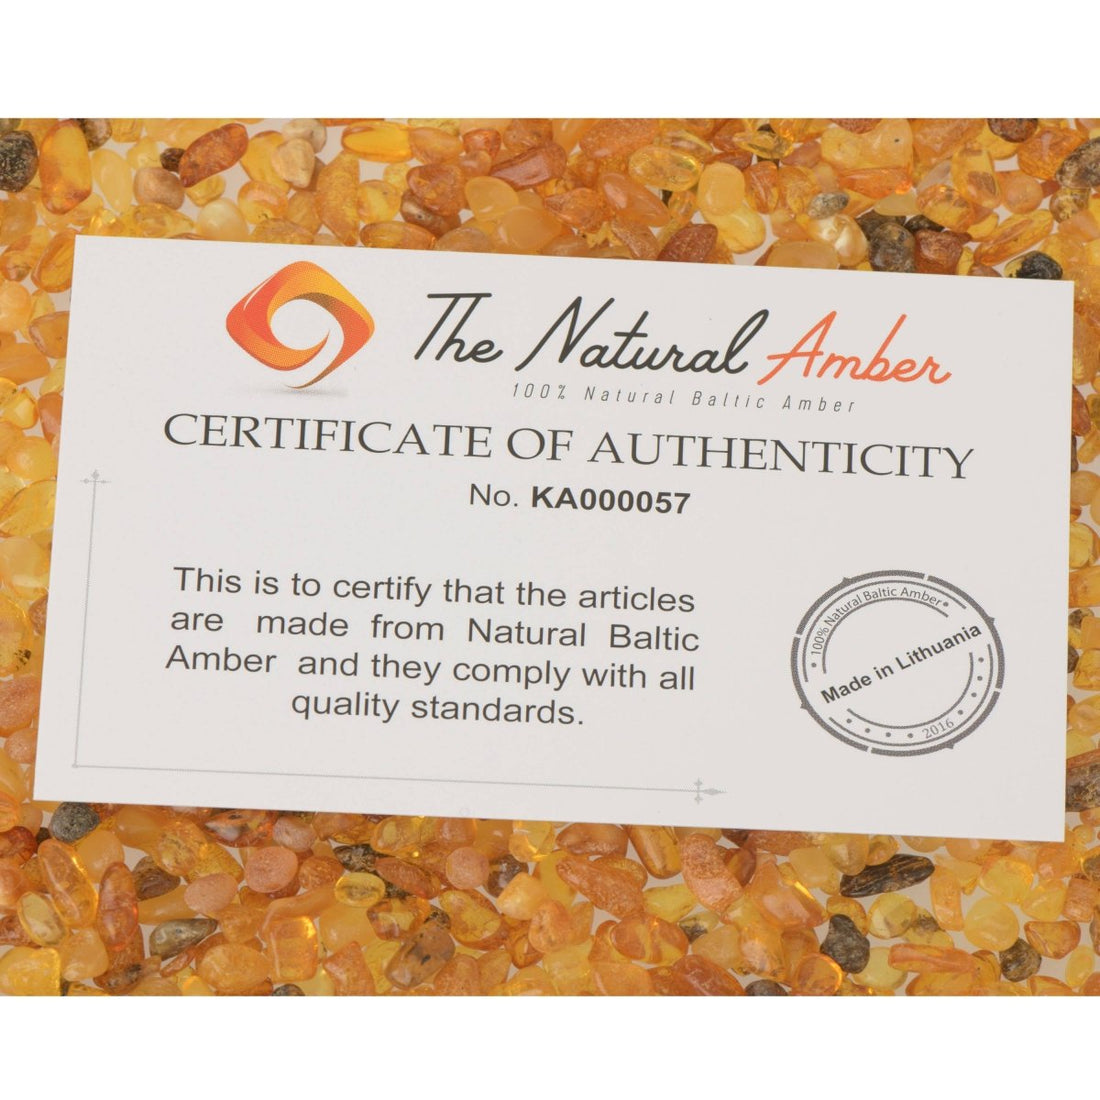 The Natural Amber
100% Natural Baltic Amber
CERTIFICATE OF AUTHENTICITY
No. KA000057
This is to certify that the articles
are made from Natural Baltic
Amber and they comply with all
quality standards.
100% Natural Baltic Amber
Made in Lithuania
2016